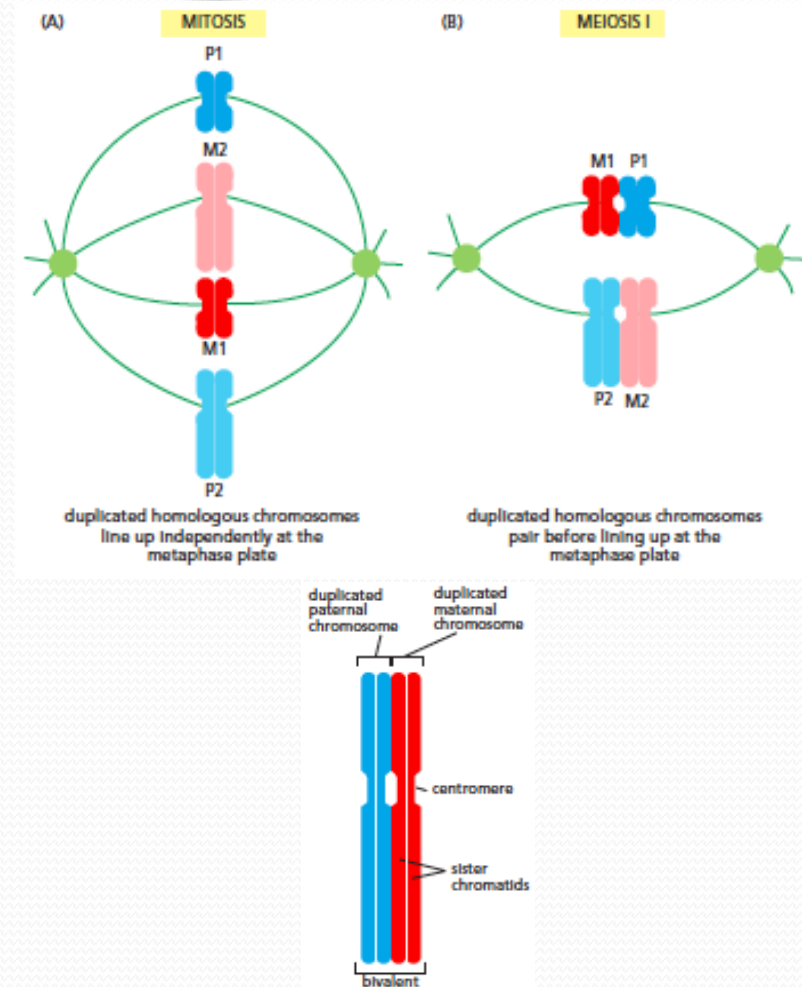 (A) MITOSIS
P1
M2
M1
P2
duplicated homologous chromosomes
line up independently at the
metaphase plate
(B) MEIOSIS I
M1 P1
P2 M2
duplicated homologous chromosomes
pair before lining up at the
metaphase plate
duplicated
paternal
chromosome
duplicated
maternal
chromosome
centromere
sister
chromatids
bivalent